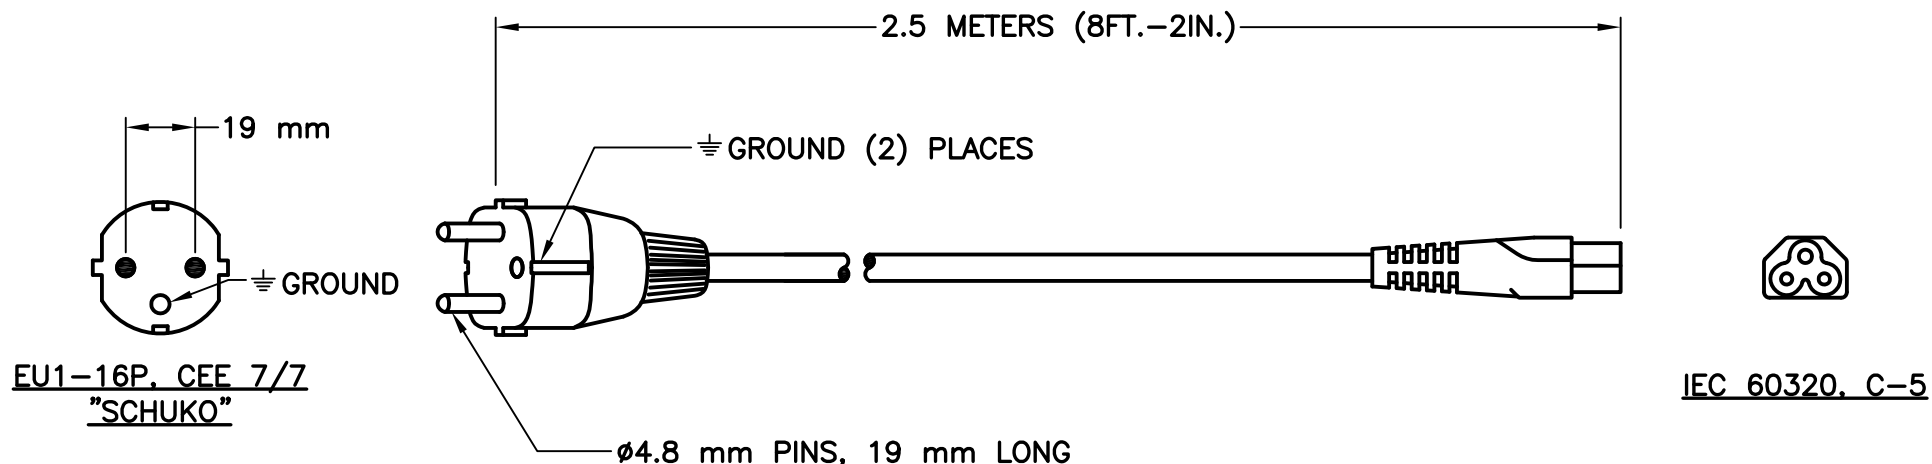 2.5 METERS (8FT.-2IN.)
19 mm
GROUND (2) PLACES
GROUND
EU1-16P, CEE 7/7
"SCHUKO"
IEC 60320, C-5
ø4.8 mm PINS, 19 mm LONG